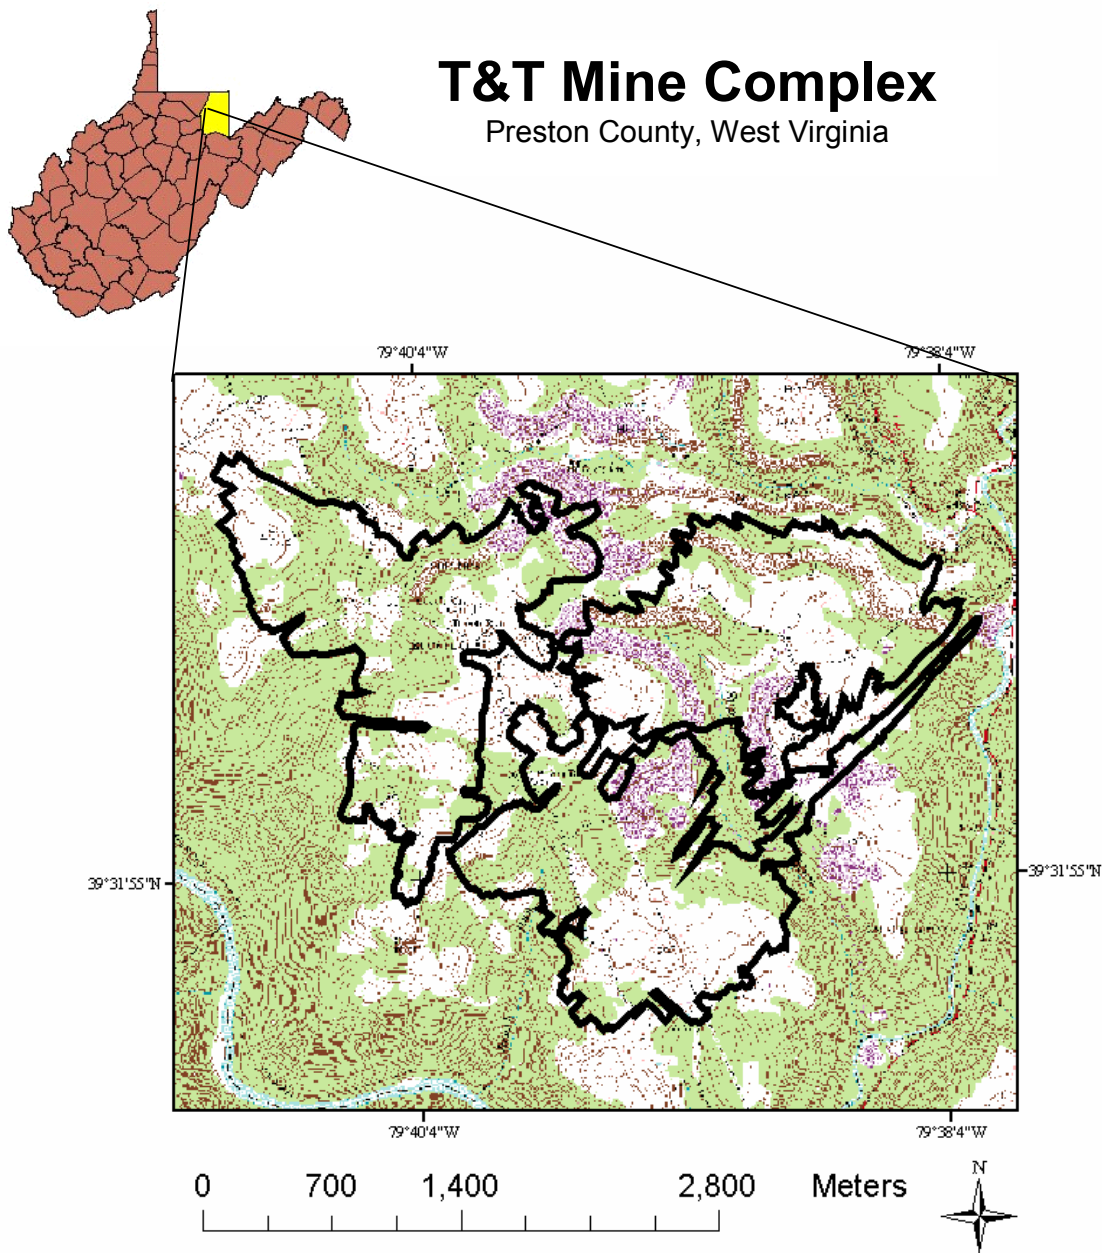 T&T Mine Complex
Preston County, West Virginia
79°40'4"W
79°38'4"W
39°31'55"N
39°31'55"N
79°40'4"W
79°38'4"W
0 700 1,400 2,800 Meters
N